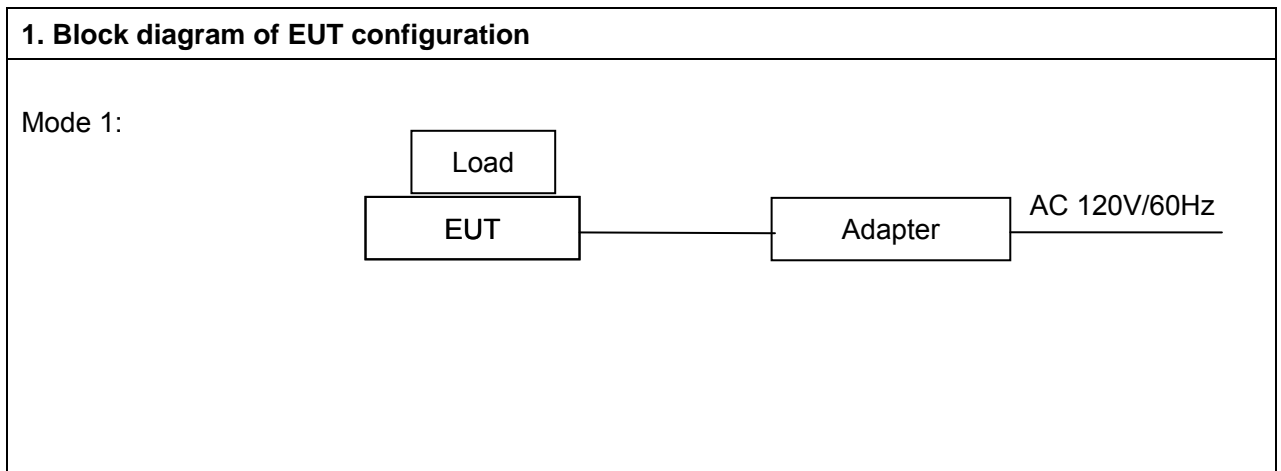 1. Block diagram of EUT configuration
Mode 1:
Load
EUT
Adapter
AC 120V/60Hz